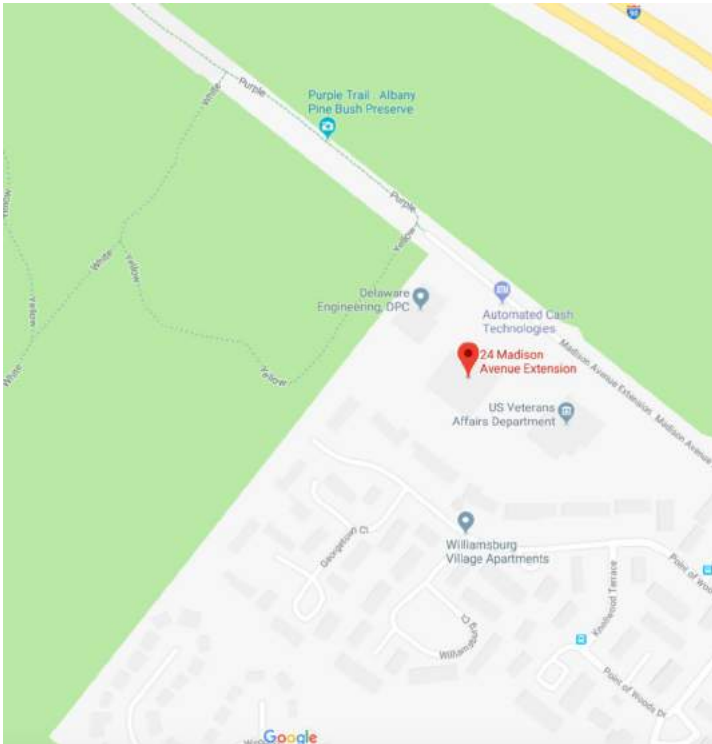 90
Purple
White
Purple Trail . Albany
Pine Bush Preserve
Purple
Yellow
Yellow
White
Yellow
Yellow
White
Yellow
Delaware
Engineering, DPC
Automated Cash
Technologies
24 Madison
Avenue Extension
Madison Avenue Extension
Madison Avenue
US Veterans
Affairs Department
Georgetown Ct
Williamsburg
Village Apartments
Knollwood Terrace
Point of Woo
Williamsburg Ct
Point of Woods Dr
Google